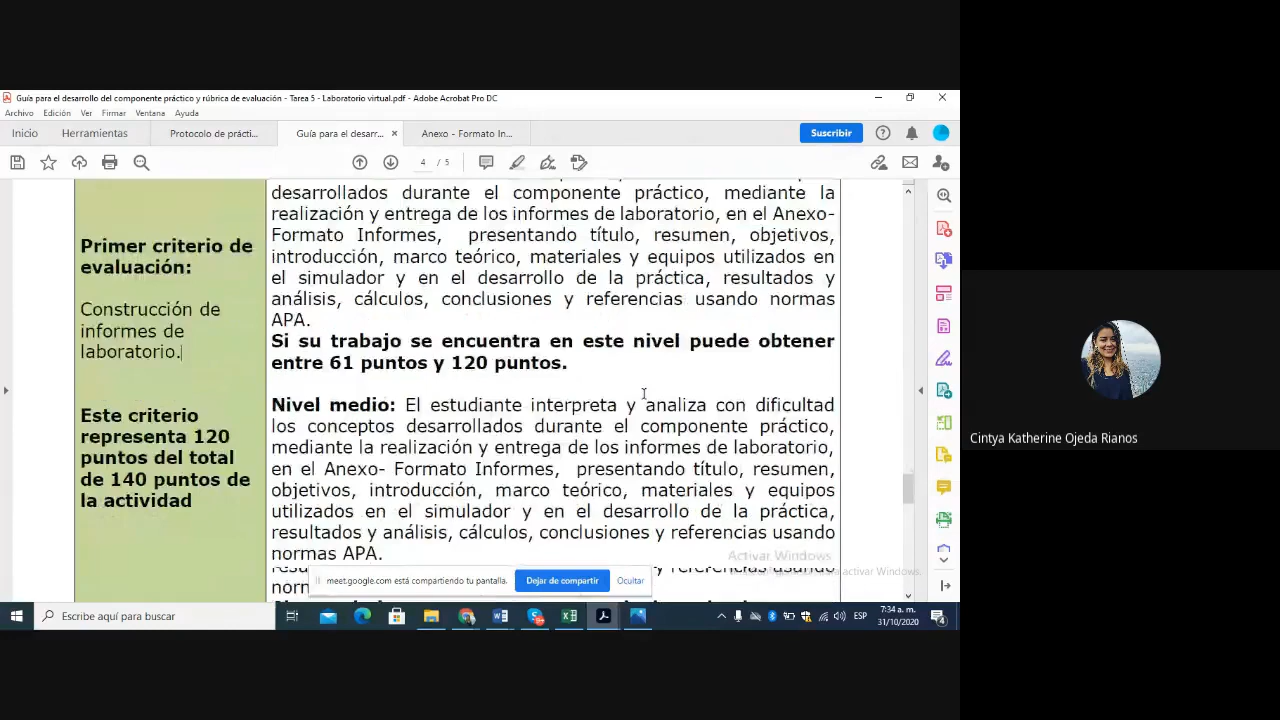 Guía para el desarrollo del componente práctico y rúbrica de evaluación - Tarea 5 - Laboratorio virtual.pdf - Adobe Acrobat Pro DC
Archivo Edición Ver Firmar Ventana Ayuda
Inicio Herramientas Protocolo de prácti... Guía para el desarr... × Anexo - Formato In... Suscribir
4 / 5
desarrollados durante el componente práctico, mediante la
realización y entrega de los informes de laboratorio, en el Anexo-
Formato Informes, presentando título, resumen, objetivos,
introducción, marco teórico, materiales y equipos utilizados en
el simulador y en el desarrollo de la práctica, resultados y
análisis, cálculos, conclusiones y referencias usando normas
APA.
Si su trabajo se encuentra en este nivel puede obtener
entre 61 puntos y 120 puntos.
Primer criterio de
evaluación:
Construcción de
informes de
laboratorio.
Este criterio
representa 120
puntos del total
de 140 puntos de
la actividad
Nivel medio: El estudiante interpreta y analiza con dificultad
los conceptos desarrollados durante el componente práctico,
mediante la realización y entrega de los informes de laboratorio,
en el Anexo- Formato Informes, presentando título, resumen,
objetivos, introducción, marco teórico, materiales y equipos
utilizados en el simulador y en el desarrollo de la práctica,
resultados y análisis, cálculos, conclusiones y referencias usando
normas APA.
Activar Windows
activar Windows.
y referencias usando
norm
meet.google.com está compartiendo tu pantalla. Dejar de compartir Ocultar
Escribe aquí para buscar
ESP
7:34 a. m.
31/10/2020
4
Cintya Katherine Ojeda Rianos